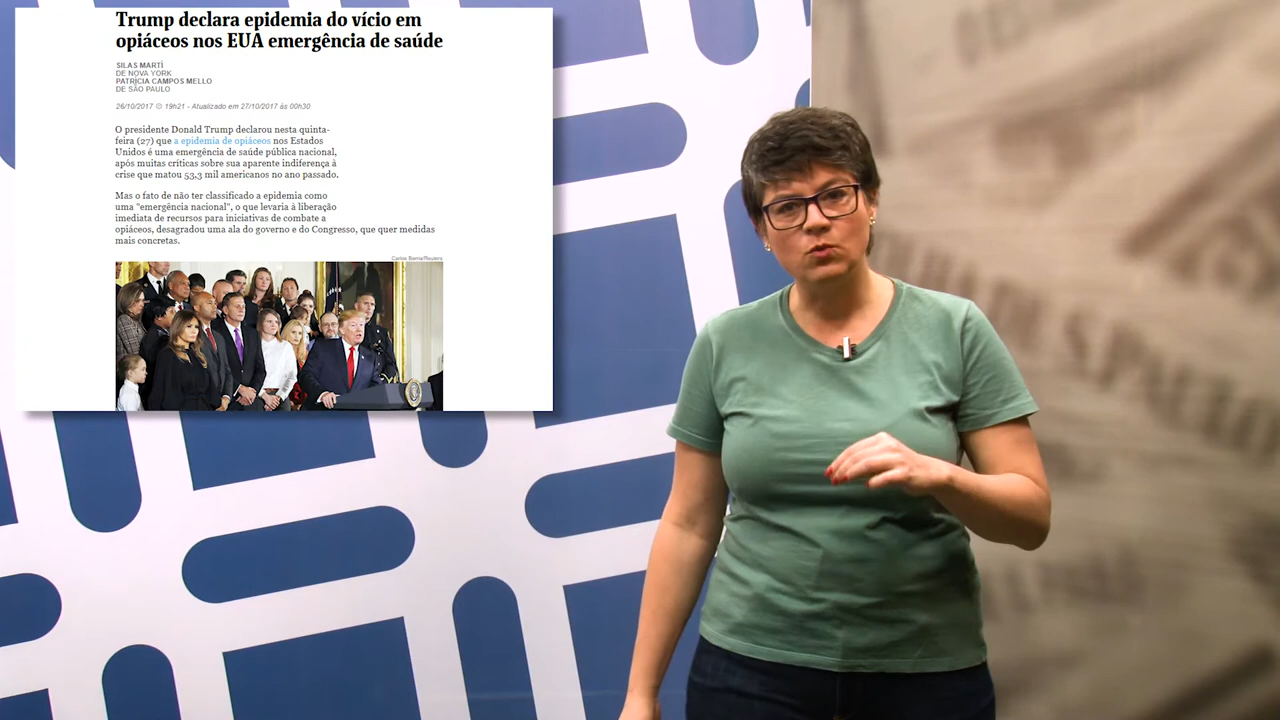 Trump declara epidemia do vício em
opiáceos nos EUA emergência de saúde
SILAS MARTÍ
DE NOVA YORK
PATRÍCIA CAMPOS MELLO
DE SÃO PAULO
26/10/2017 19h21 - Atualizado em 27/10/2017 às 00h30
O presidente Donald Trump declarou nesta quinta-
feira (27) que a epidemia de opiáceos nos Estados
Unidos é uma emergência de saúde pública nacional,
após muitas críticas sobre sua aparente indiferença à
crise que matou 53,3 mil americanos no ano passado.
Mas o fato de não ter classificado a epidemia como
uma "emergência nacional", o que levaria à liberação
imediata de recursos para iniciativas de combate a
opiáceos, desagradou uma ala do governo e do Congresso, que quer medidas
mais concretas.
Carlos Barria/Reuters